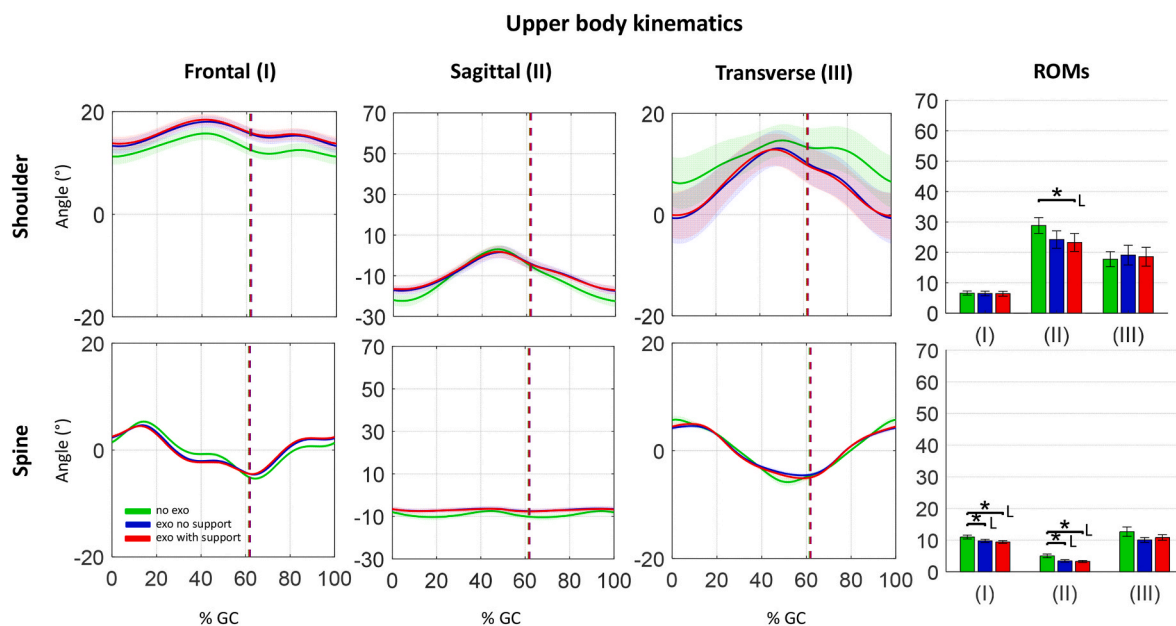 Upper body kinematics
Frontal (I) Sagittal (II) Transverse (III) ROMs
Shoulder
Angle (°)
20
0
-20
70
50
30
10
-10
-30
20
10
0
-20
70
60
50
40
30
20
10
0
* L
(I) (II) (III)
Spine
Angle (°)
20
0
-20
no exo
exo no support
exo with support
0 20 40 60 80 100
% GC
70
50
30
10
-10
-30
0 20 40 60 80 100
% GC
20
0
-20
0 20 40 60 80 100
% GC
70
60
50
40
30
20
10
0
* L
* L
* L
* L
(I) (II) (III)